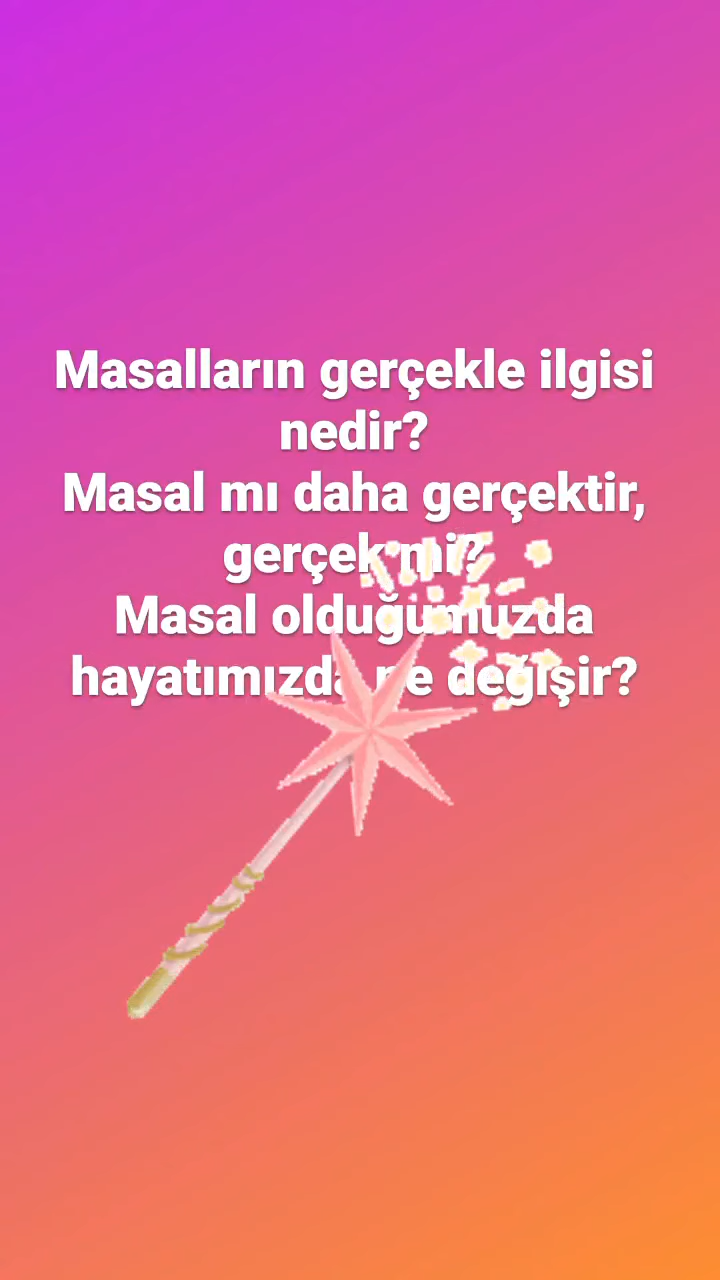 Masalların gerçekle ilgisi
nedir?
Masal mı daha gerçektir,
gerçek mi?
Masal olduğumuzda
hayatımızda ne değişir?